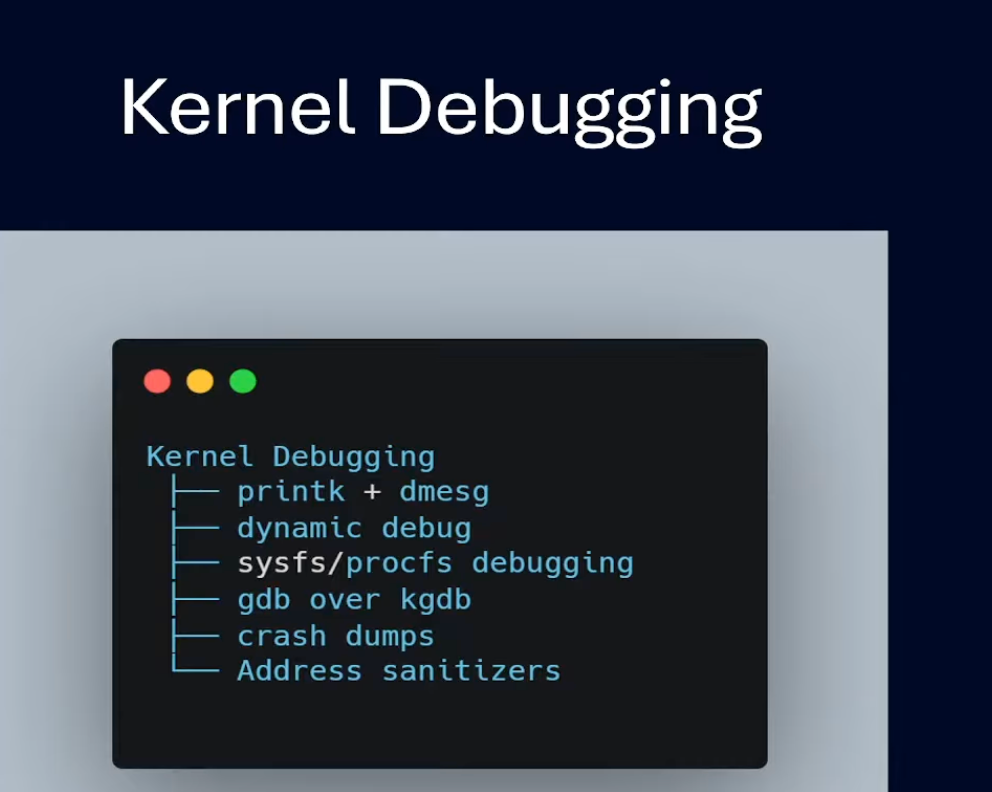 Kernel Debugging
Kernel Debugging
├── printk + dmesg
├── dynamic debug
├── sysfs/procfs debugging
├── gdb over kgdb
├── crash dumps
└── Address sanitizers